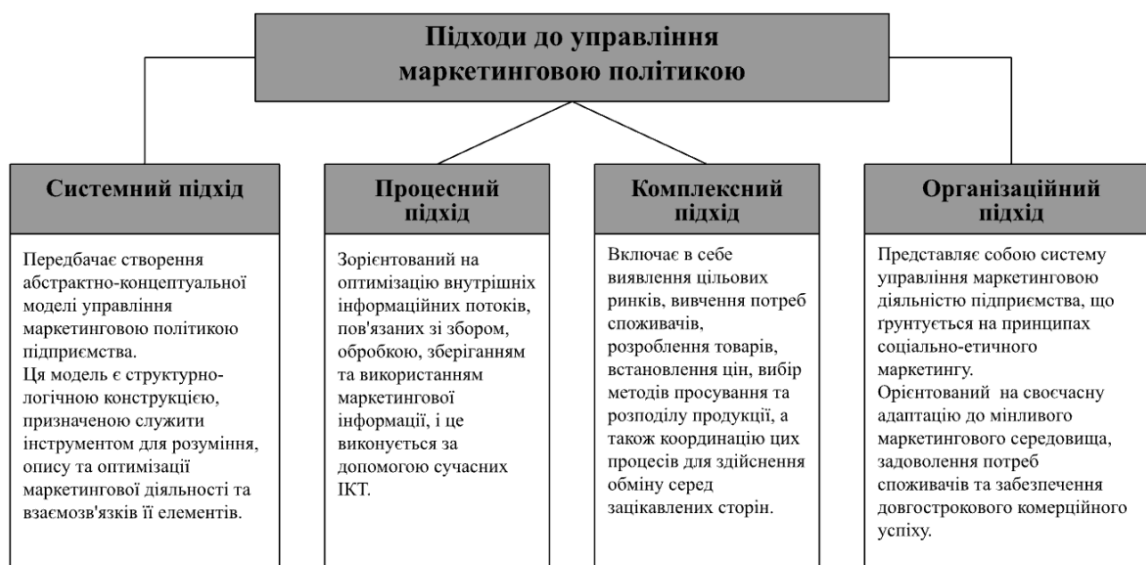 Підходи до управління
маркетинговою політикою
Системний підхід
Передбачає створення
абстрактно-концептуальної
моделі управління
маркетинговою політикою
підприємства.
Ця модель є структурно-
логічною конструкцією,
призначеною служити
інструментом для розуміння,
опису та оптимізації
маркетингової діяльності та
взаємозв'язків її елементів.
Процесний
підхід
Зорієнтований на
оптимізацію внутрішніх
інформаційних потоків,
пов'язаних зі збором,
обробкою, зберіганням
та використанням
маркетингової
інформації, і це
виконується за
допомогою сучасних
ІКТ.
Комплексний
підхід
Включає в себе
виявлення цільових
ринків, вивчення потреб
споживачів,
розроблення товарів,
встановлення цін, вибір
методів просування та
розподілу продукції, а
також координацію цих
процесів для здійснення
обміну серед
зацікавлених сторін.
Організаційний
підхід
Представляє собою систему
управління маркетинговою
діяльністю підприємства, що
ґрунтується на принципах
соціально-етичного
маркетингу.
Орієнтований на своєчасну
адаптацію до мінливого
маркетингового середовища,
задоволення потреб
споживачів та забезпечення
довгострокового комерційного
успіху.